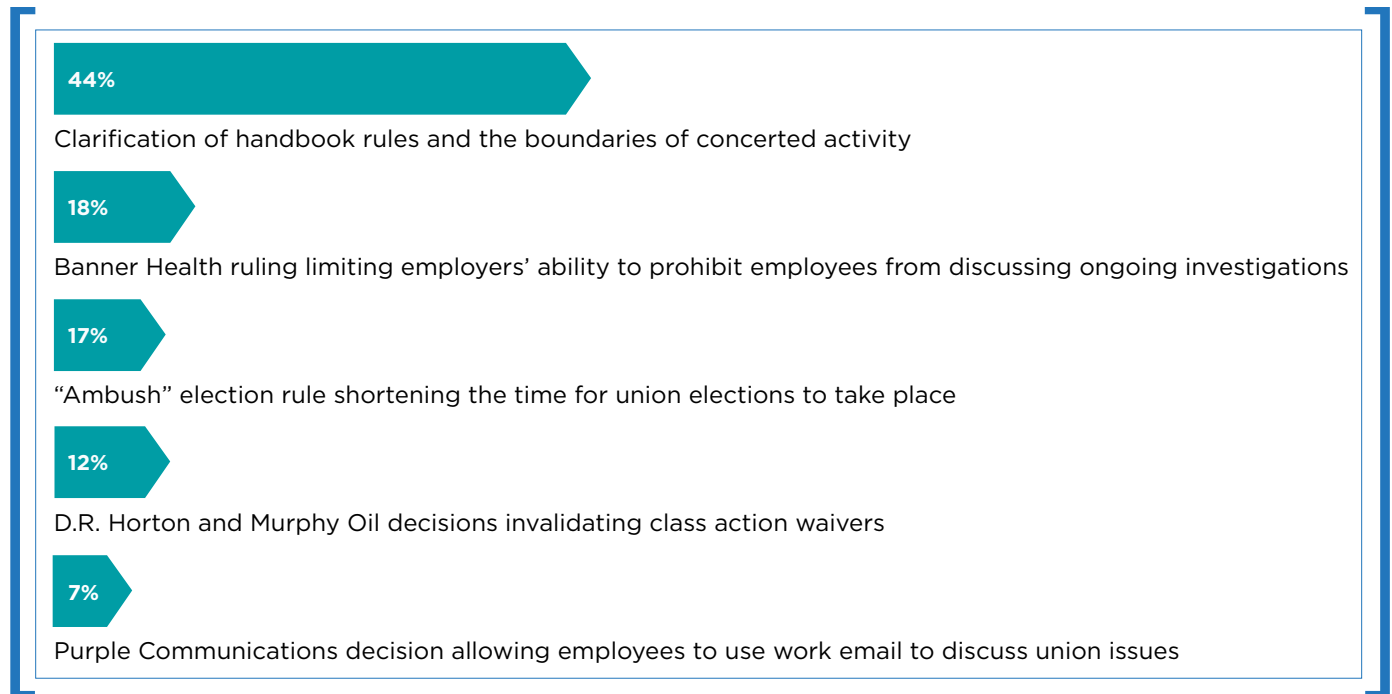 44%
Clarification of handbook rules and the boundaries of concerted activity
18%
Banner Health ruling limiting employers’ ability to prohibit employees from discussing ongoing investigations
17%
“Ambush” election rule shortening the time for union elections to take place
12%
D.R. Horton and Murphy Oil decisions invalidating class action waivers
7%
Purple Communications decision allowing employees to use work email to discuss union issues